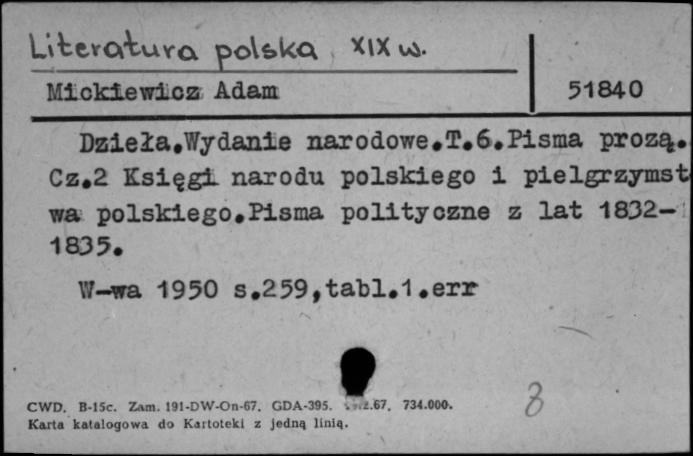 Literatura polska XIX w.
Mickiewicz Adam 51840
Dzieła.Wydanie narodowe.T.6.Pisma prozą.
Cz.2 Księgi narodu polskiego i pielgrzymst
wa polskiego.Pisma polityczne z lat 1832-
1835.
W-wa 1950 s.259,tabl.1.err
CWD. B-15c. Zam. 191-DW-On-67. GDA-395. .67. 734.000.
Karta katalogowa do Kartoteki z jedną linią.
8